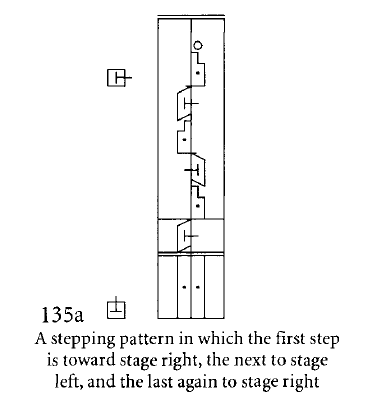 135a
A stepping pattern in which the first step
is toward stage right, the next to stage
left, and the last again to stage right